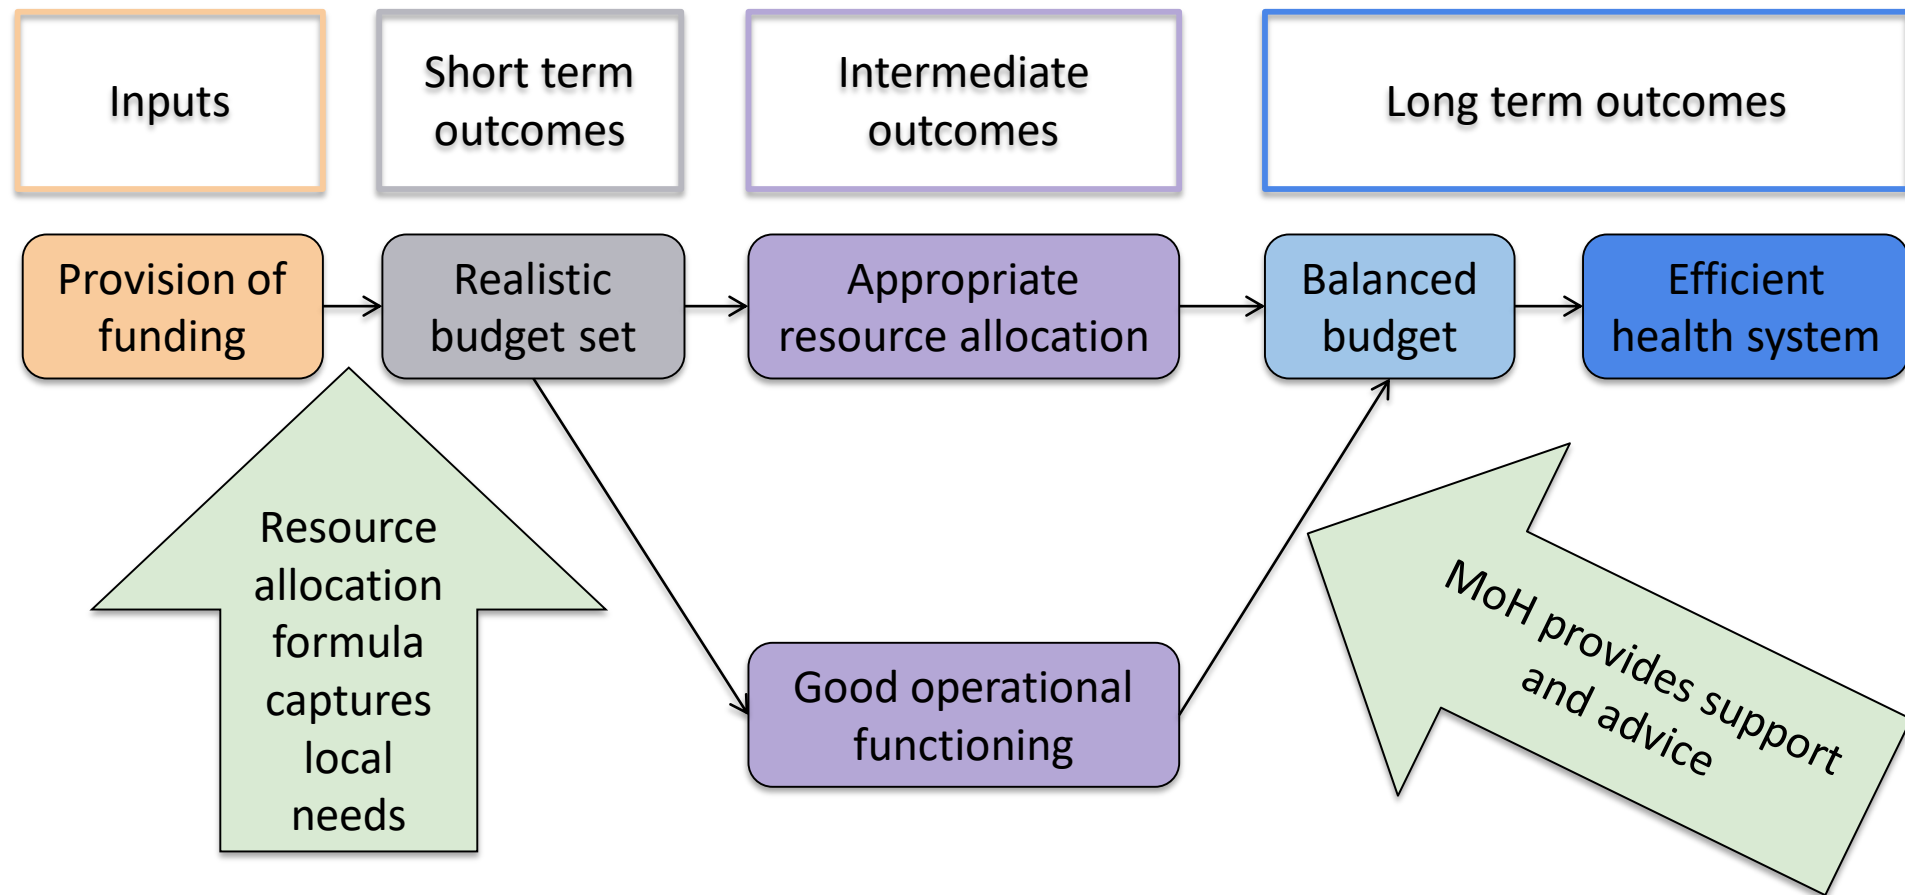 Inputs
Short term
outcomes
Intermediate
outcomes
Long term outcomes
Provision of
funding
Realistic
budget set
Appropriate
resource allocation
Balanced
budget
Efficient
health system
Resource
allocation
formula
captures
local
needs
Good operational
functioning
MoH provides support
and advice